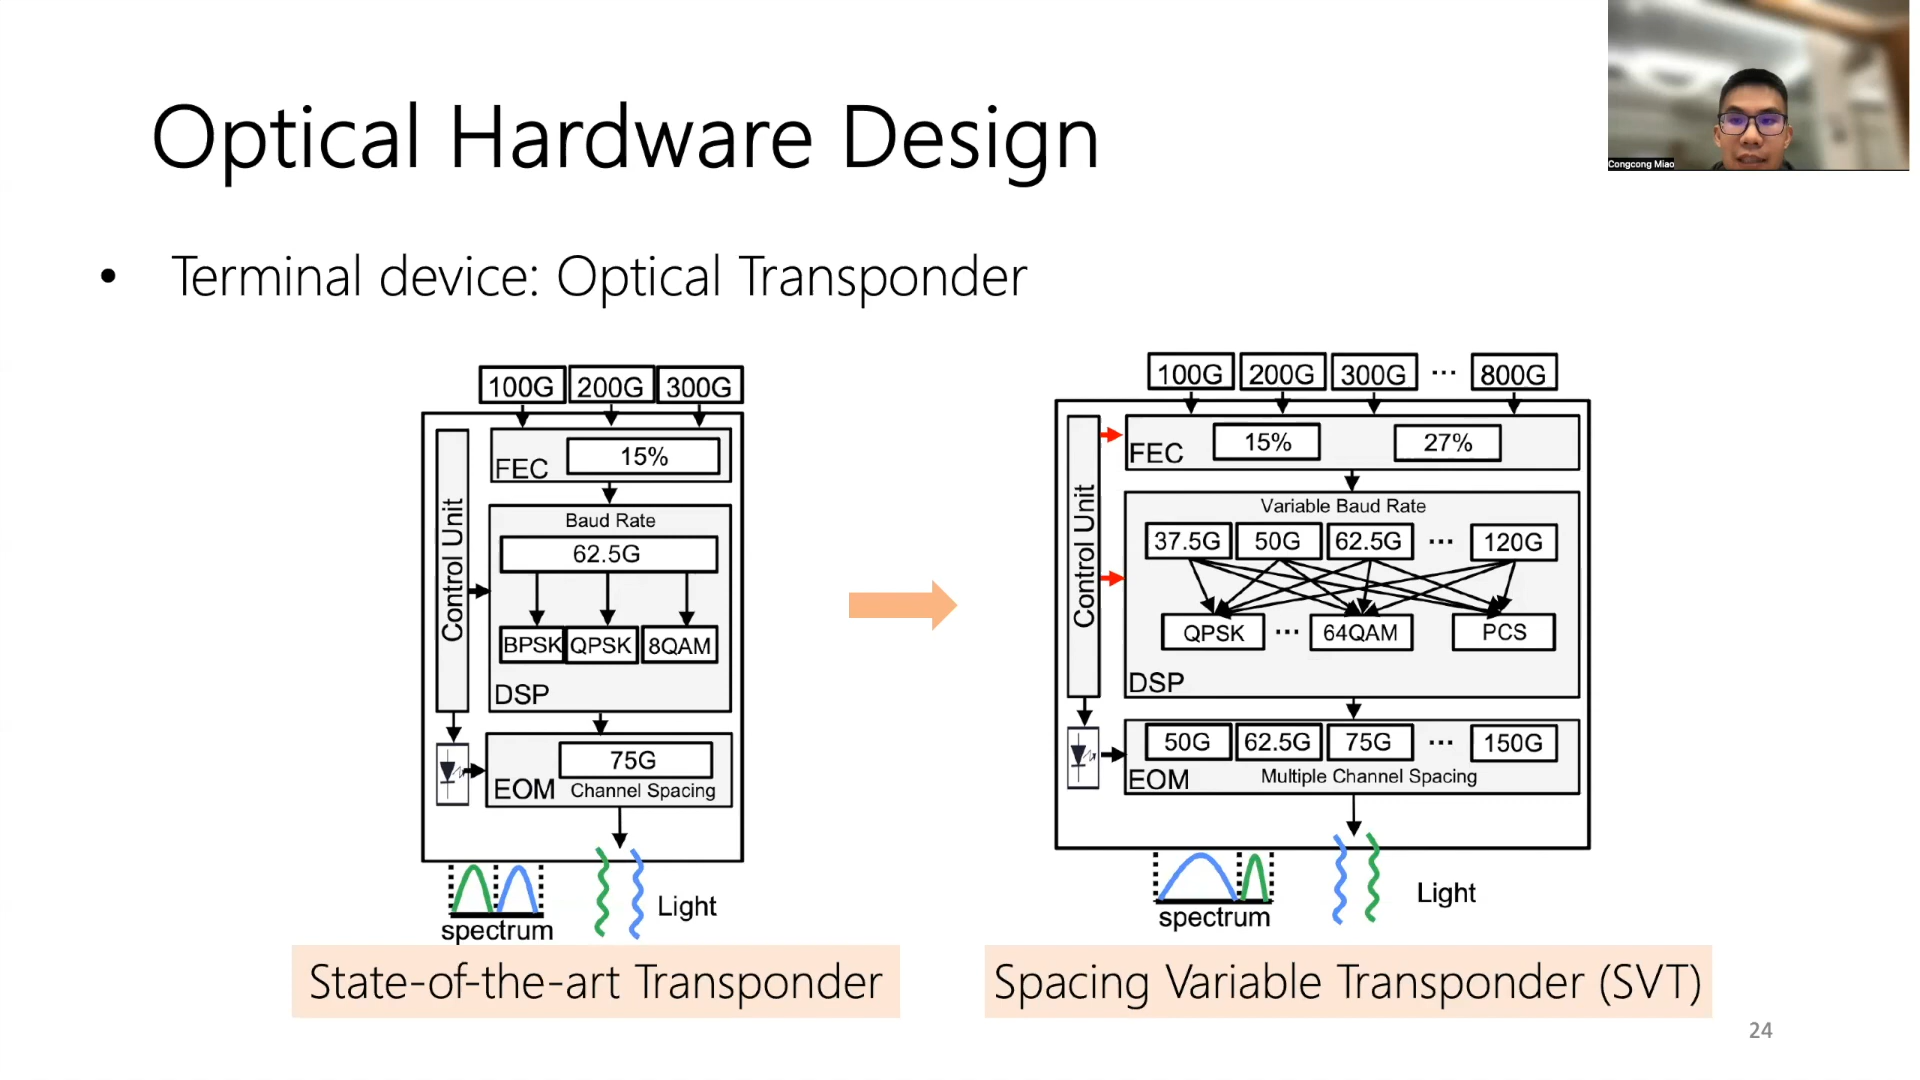 Congcong Miao
Optical Hardware Design
• Terminal device: Optical Transponder
100G 200G 300G
Control Unit
FEC 15%
Baud Rate
62.5G
BPSK QPSK 8QAM
DSP
75G
EOM Channel Spacing
spectrum
Light
State-of-the-art Transponder
100G 200G 300G ... 800G
Control Unit
FEC 15% 27%
Variable Baud Rate
37.5G 50G 62.5G ... 120G
QPSK ... 64QAM PCS
DSP
50G 62.5G 75G ... 150G
EOM Multiple Channel Spacing
spectrum
Light
Spacing Variable Transponder (SVT)
24